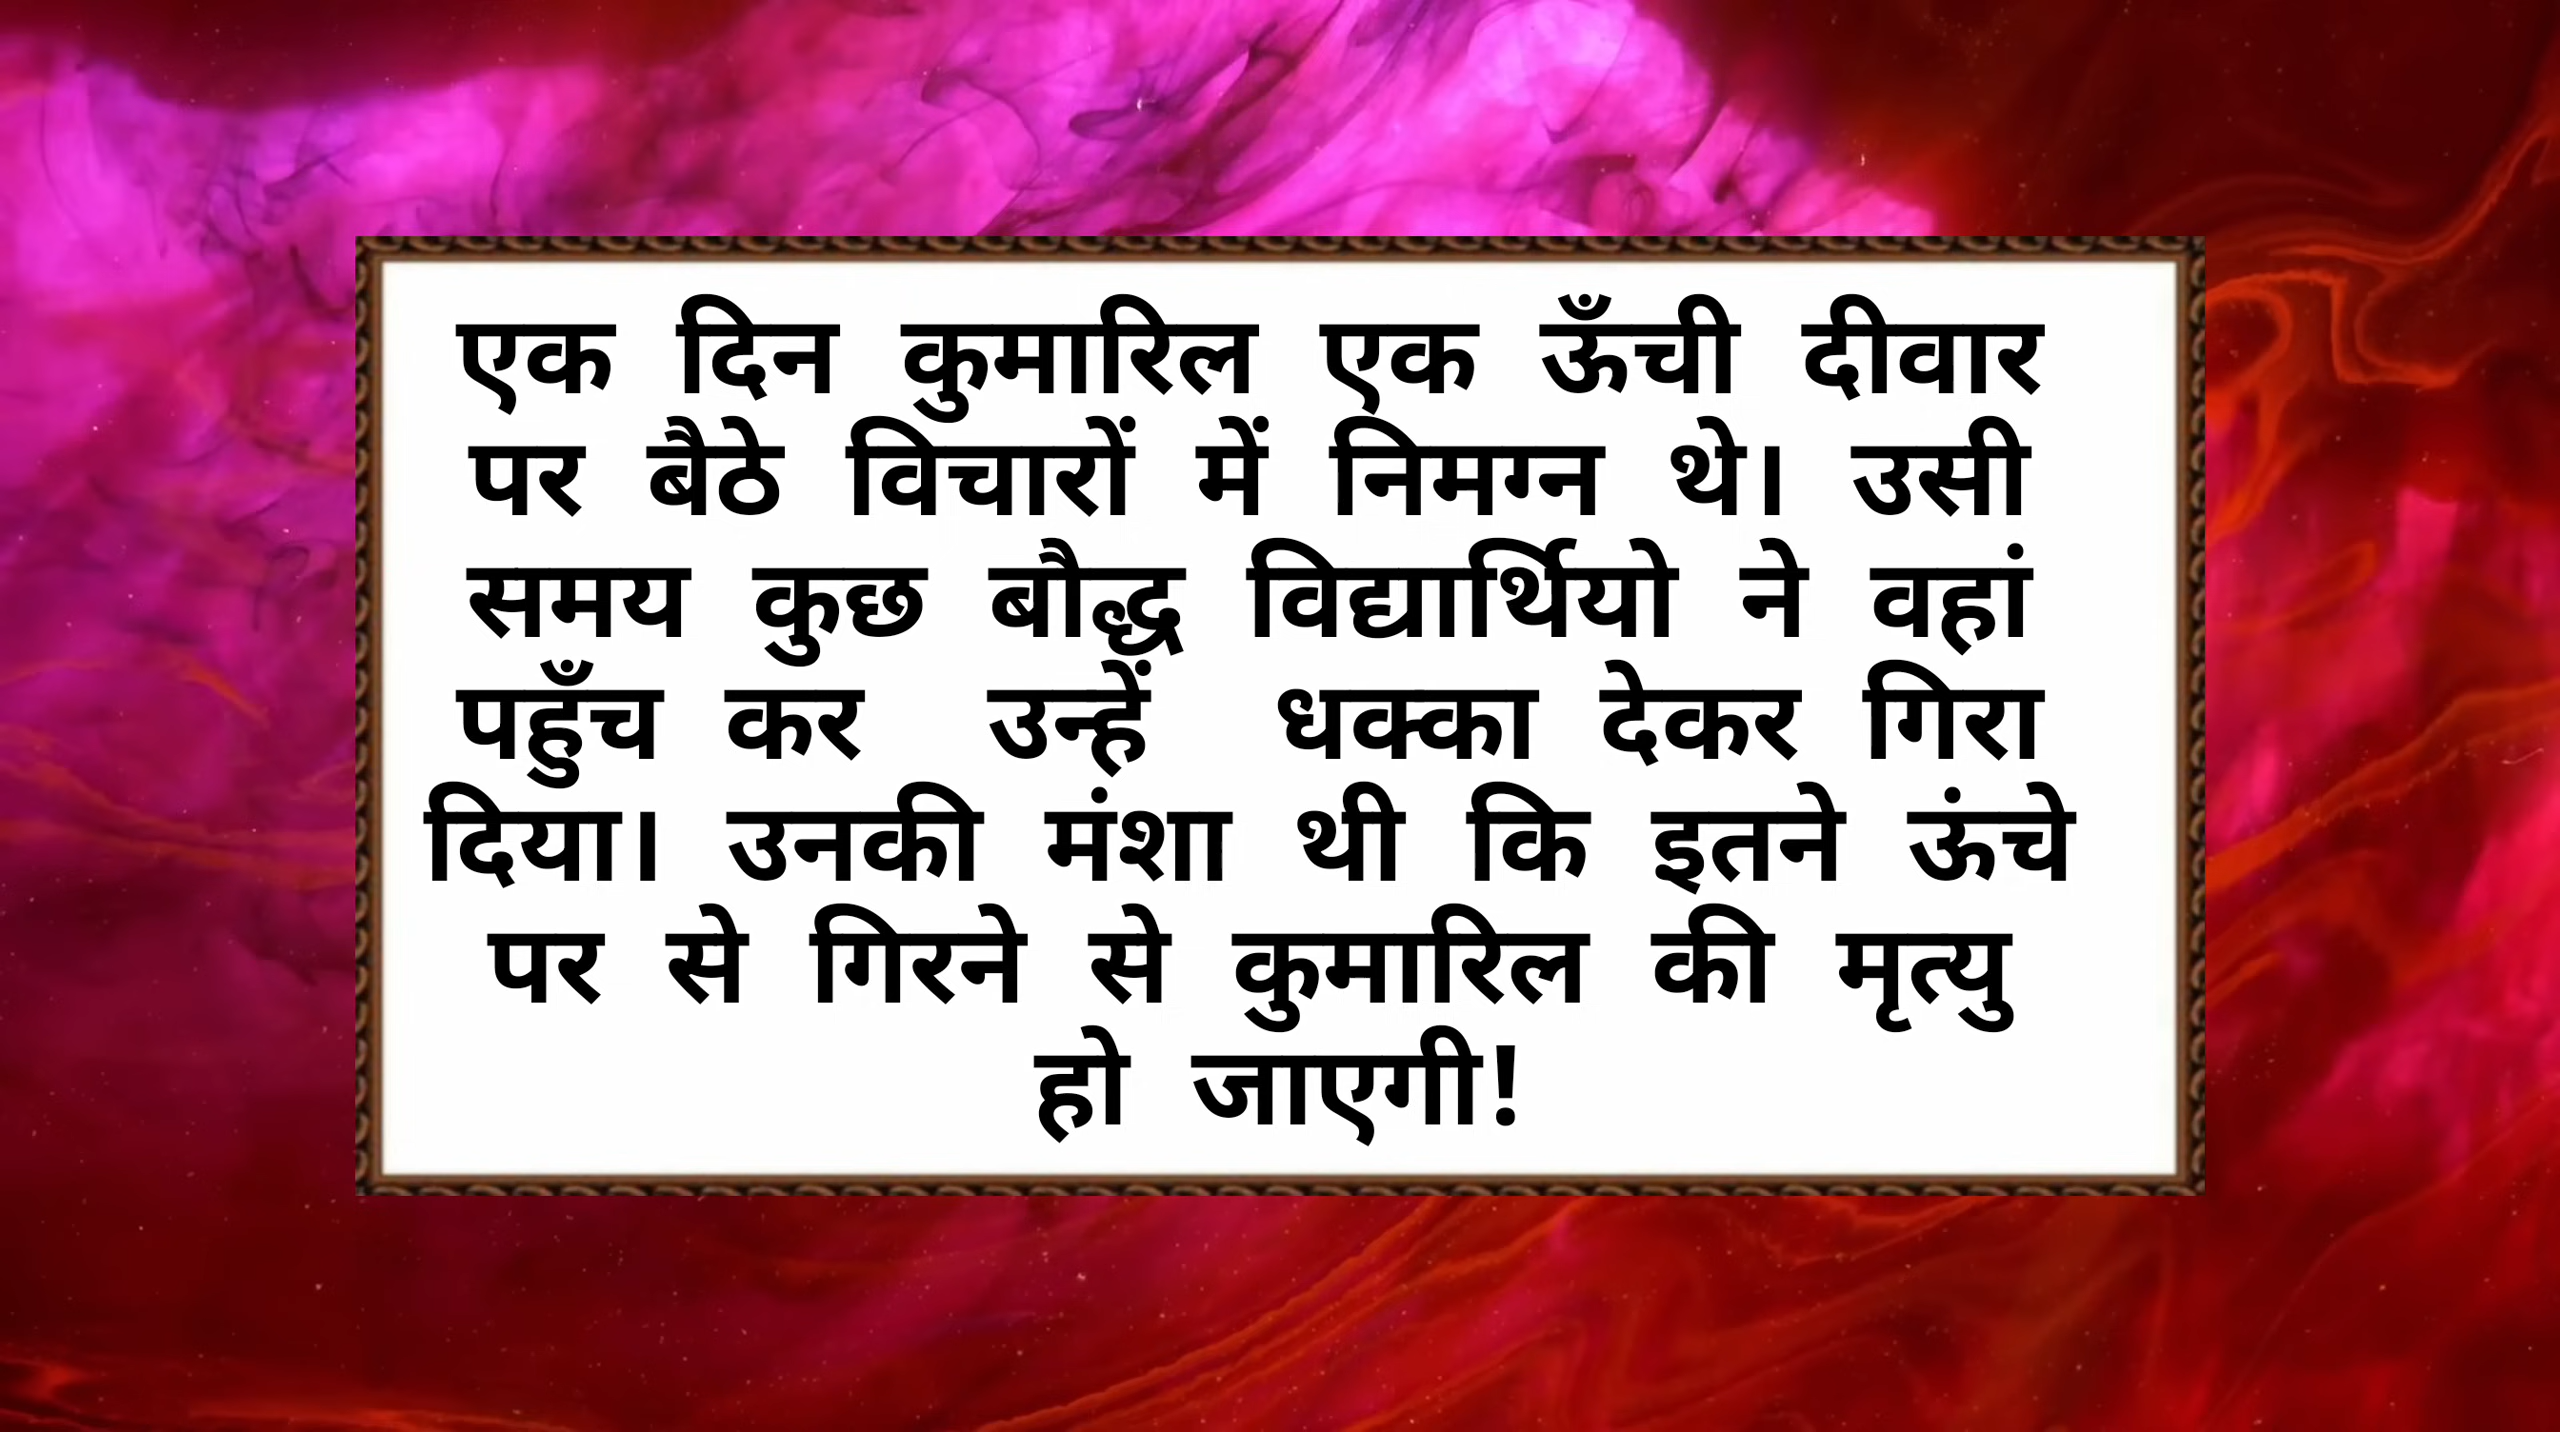 एक दिन कुमारिल एक ऊँची दीवार
पर बैठे विचारों में निमग्न थे। उसी
समय कुछ बौद्ध विद्यार्थियो ने वहां
पहुँच कर उन्हें धक्का देकर गिरा
दिया। उनकी मंशा थी कि इतने ऊंचे
पर से गिरने से कुमारिल की मृत्यु
हो जाएगी!